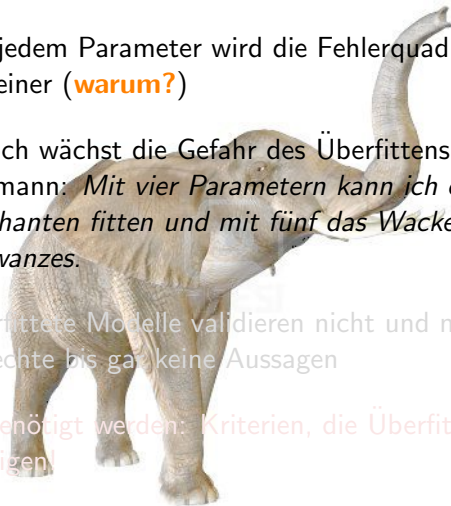 jedem Parameter wird die Fehlerquad
einer (warum?)
ch wächst die Gefahr des Überfittens
mann: Mit vier Parametern kann ich e
hanten fitten und mit fünf das Wacke
wanzes.
rfittete Modelle validieren nicht und m
echte bis gar keine Aussagen
enötigt werden: Kriterien, die Überfit
igen!